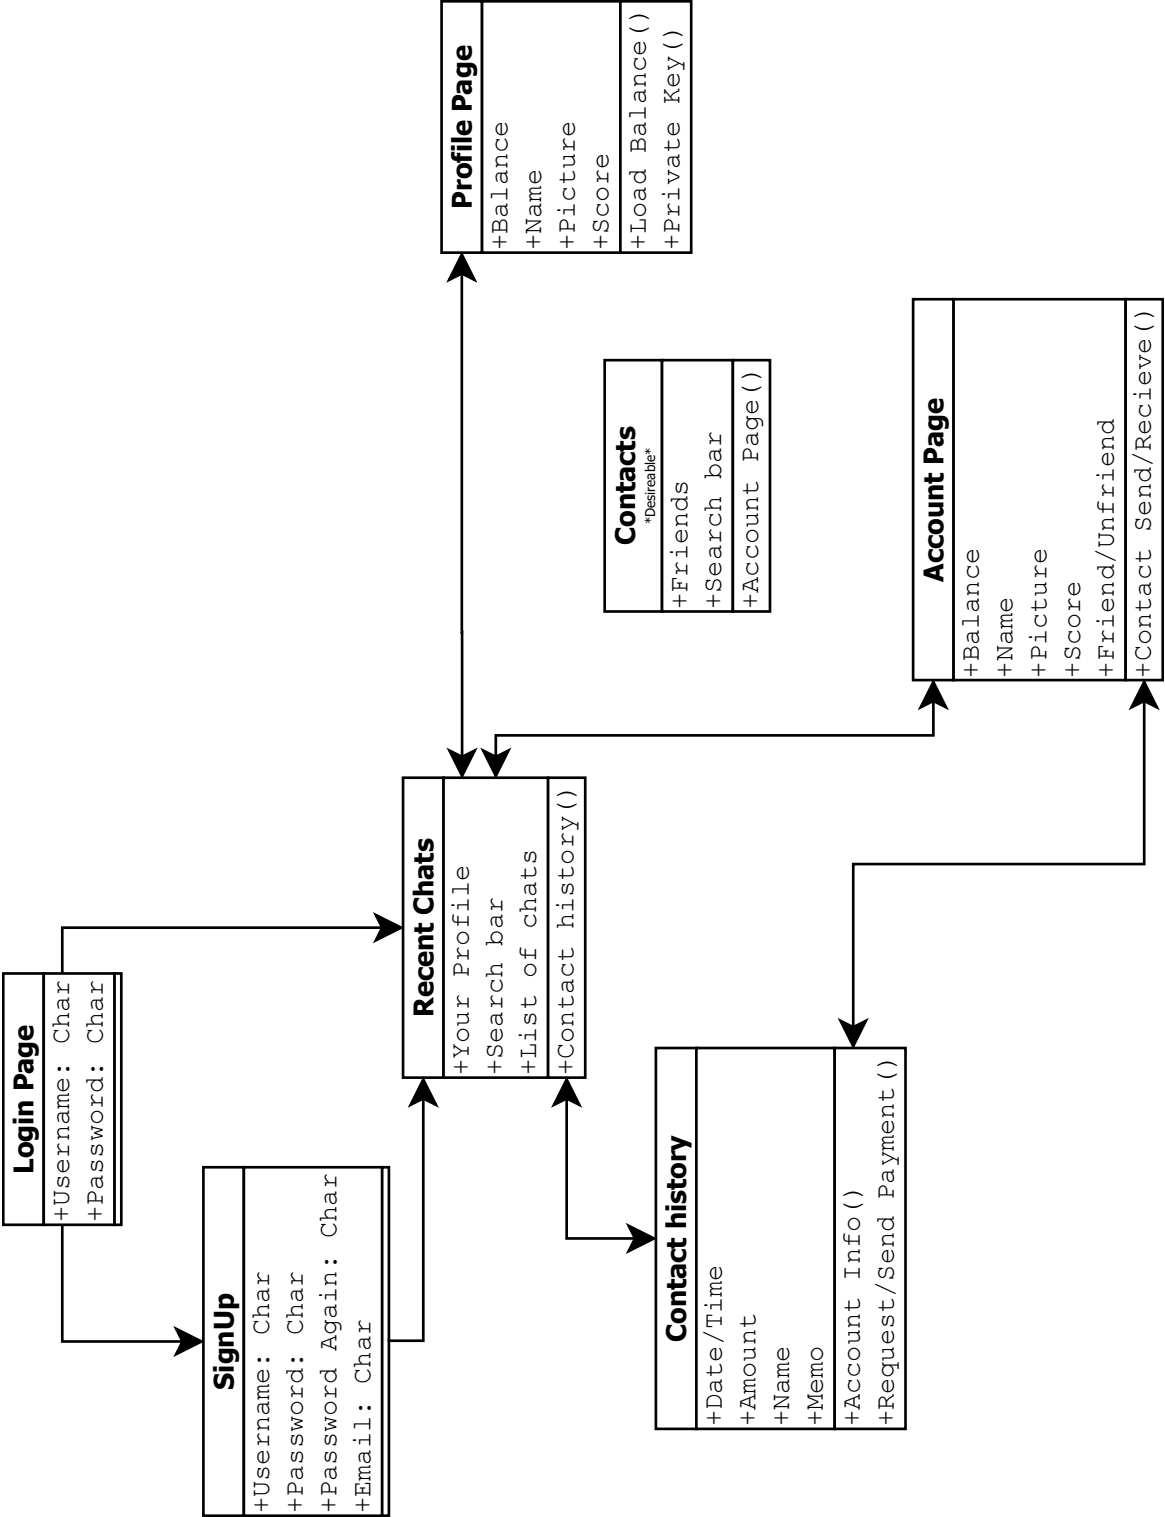 Login Page
+Username: Char
+Password: Char
SignUp
+Username: Char
+Password: Char
+Password Again: Char
+Email: Char
Recent Chats
+Your Profile
+Search bar
+List of chats
+Contact history()
Profile Page
+Balance
+Name
+Picture
+Score
+Load Balance()
+Private Key()
Contacts
*Desireable*
+Friends
+Search bar
+Account Page()
Contact history
+Date/Time
+Amount
+Name
+Memo
+Account Info()
+Request/Send Payment()
Account Page
+Balance
+Name
+Picture
+Score
+Friend/Unfriend
+Contact Send/Recieve()